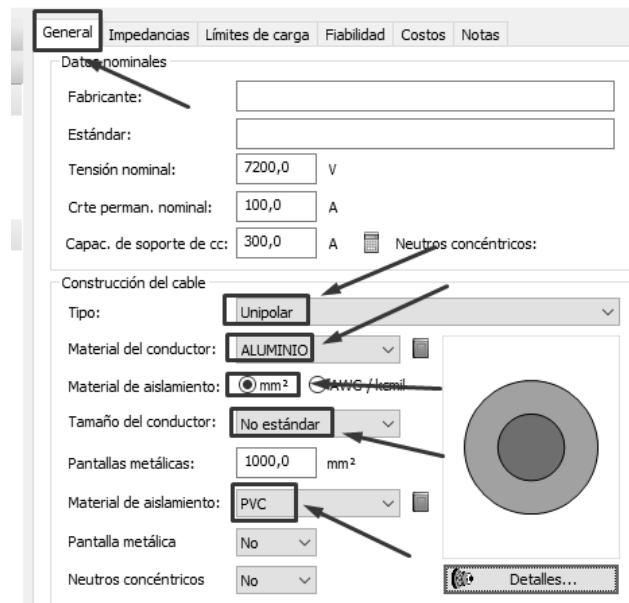 General Impedancias Límites de carga Fiabilidad Costos Notas
Datos nominales
Fabricante:
Estándar:
Tensión nominal: 7200,0 V
Crte perman. nominal: 100,0 A
Capac. de soporte de cc: 300,0 A Neutros concéntricos:
Construcción del cable
Tipo: Unipolar
Material del conductor: ALUMINIO
Material de aislamiento: mm² AWG / kcmil
Tamaño del conductor: No estándar
Pantallas metálicas: 1000,0 mm²
Material de aislamiento: PVC
Pantalla metálica No
Neutros concéntricos No
Detalles...